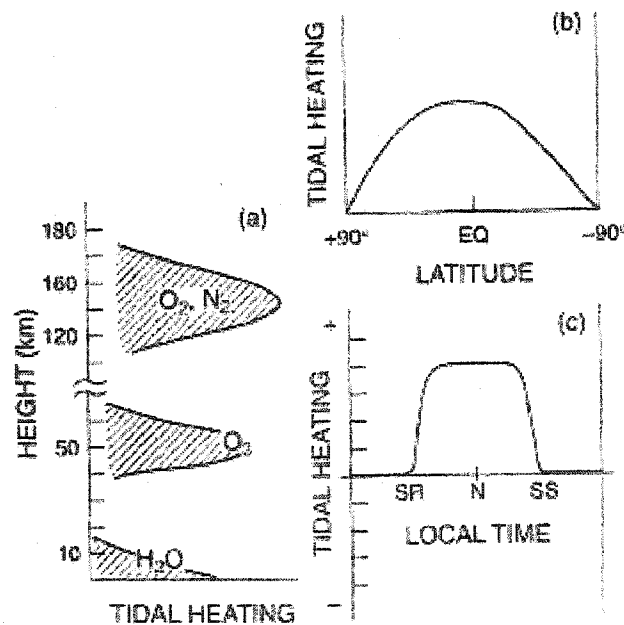 (b)
TIDAL HEATING
+90°
EQ
-90°
LATITUDE
(a)
180
160
120
50
10
HEIGHT (km)
O₂, N₂
O₃
H₂O
TIDAL HEATING
(c)
+
TIDAL HEATING
−
SR
N
SS
LOCAL TIME